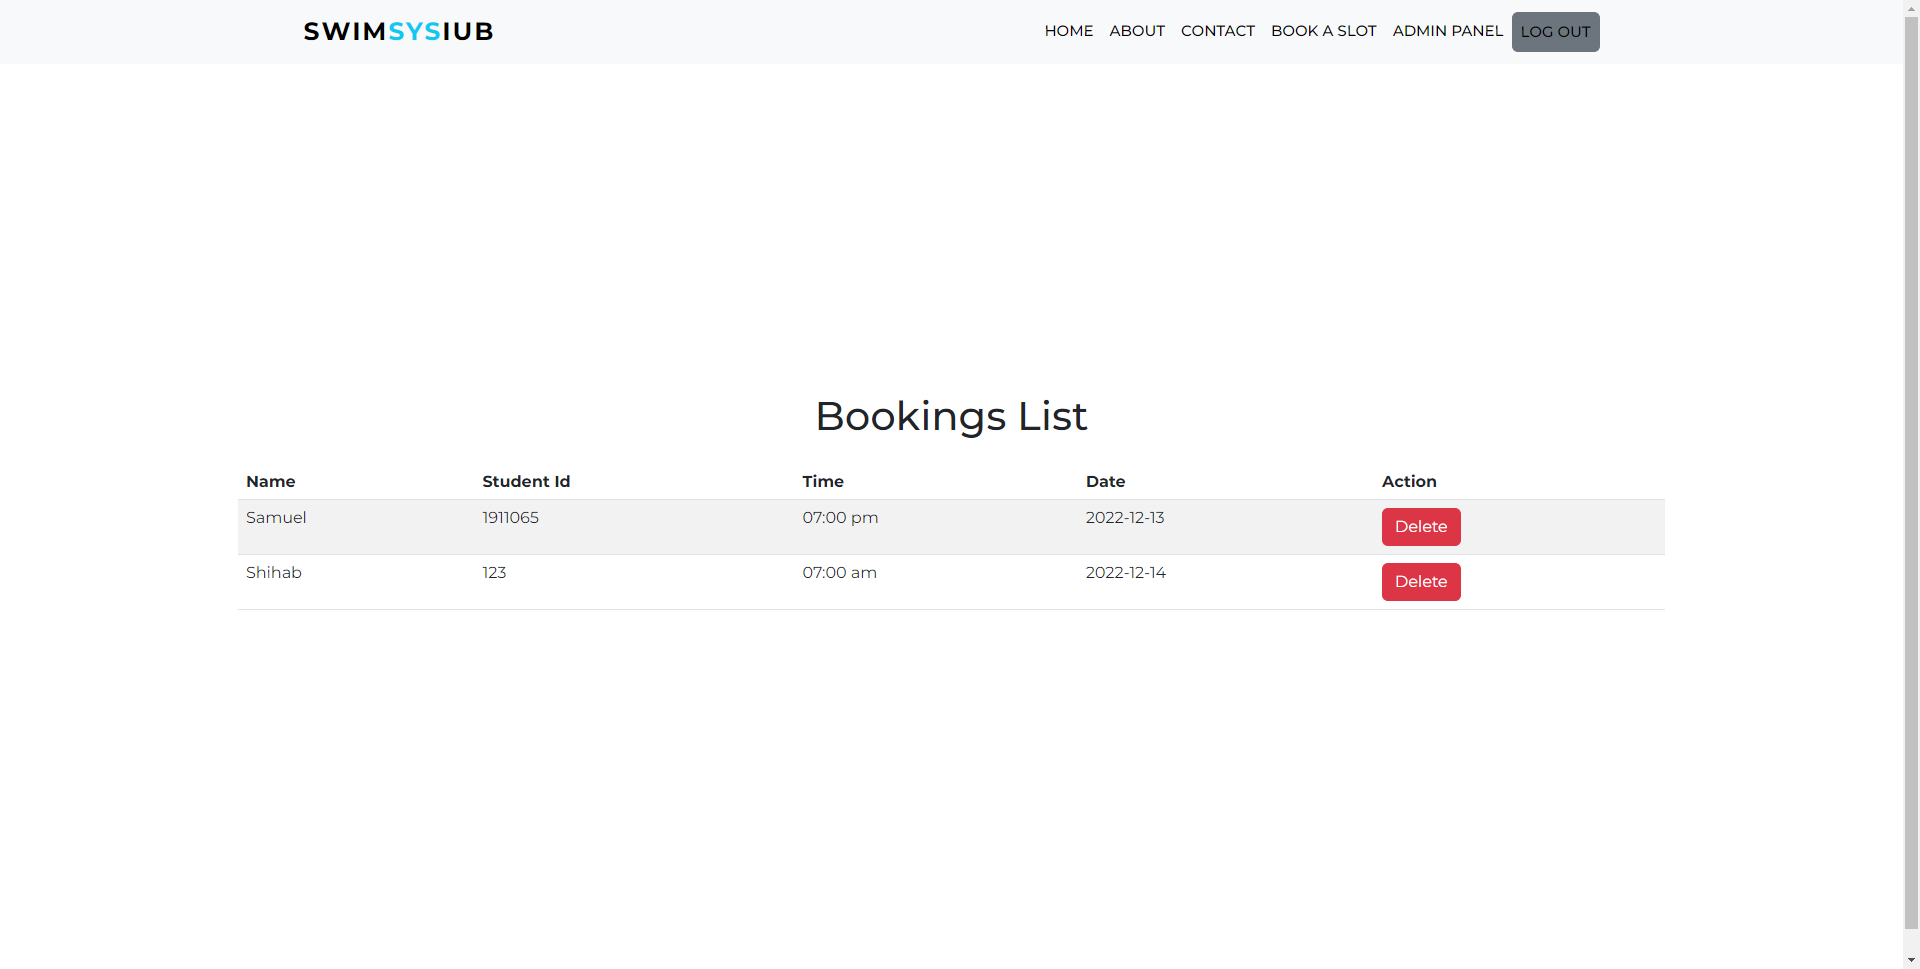 SWIMSYSIUB HOME ABOUT CONTACT BOOK A SLOT ADMIN PANEL LOG OUT
Bookings List
Name Student Id Time Date Action
Samuel 1911065 07:00 pm 2022-12-13 Delete
Shihab 123 07:00 am 2022-12-14 Delete